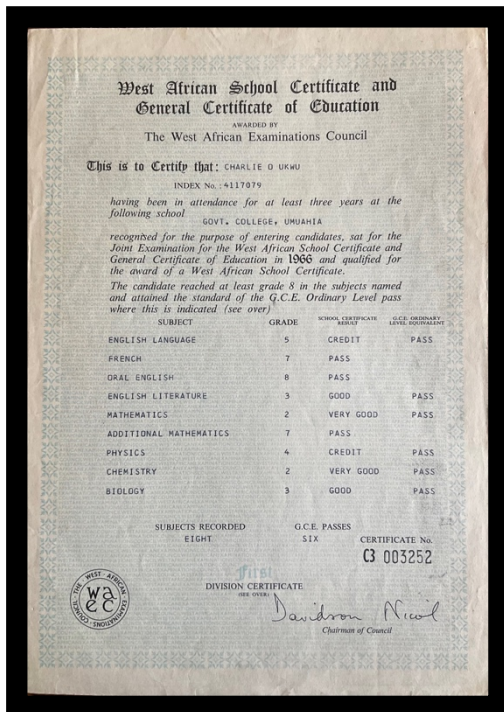 West African School Certificate and
General Certificate of Education
AWARDED BY
The West African Examinations Council
This is to Certify that: CHARLIE O UKWU
INDEX No.: 4117079
having been in attendance for at least three years at the
following school
GOVT. COLLEGE, UMUAHIA
recognised for the purpose of entering candidates, sat for the
Joint Examination for the West African School Certificate and
General Certificate of Education in 1966 and qualified for
the award of a West African School Certificate.
The candidate reached at least grade 8 in the subjects named
and attained the standard of the G.C.E. Ordinary Level pass
where this is indicated (see over)
SUBJECT GRADE SCHOOL CERTIFICATE RESULT G.C.E. ORDINARY LEVEL EQUIVALENT
ENGLISH LANGUAGE 5 CREDIT PASS
FRENCH 7 PASS
ORAL ENGLISH 8 PASS
ENGLISH LITERATURE 3 GOOD PASS
MATHEMATICS 2 VERY GOOD PASS
ADDITIONAL MATHEMATICS 7 PASS
PHYSICS 4 CREDIT PASS
CHEMISTRY 2 VERY GOOD PASS
BIOLOGY 3 GOOD PASS
SUBJECTS RECORDED G.C.E. PASSES
EIGHT SIX CERTIFICATE No.
C3 003252
First
DIVISION CERTIFICATE
(SEE OVER)
Davidson Nicol
Chairman of Council
THE WEST AFRICAN EXAMINATIONS COUNCIL
waec